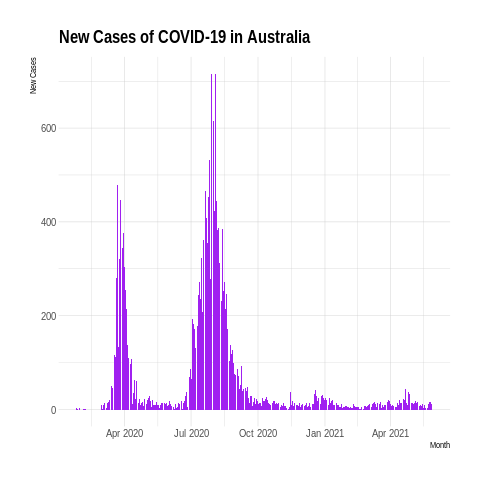 New Cases of COVID-19 in Australia
New Cases
600
400
200
0
Apr 2020 Jul 2020 Oct 2020 Jan 2021 Apr 2021
Month